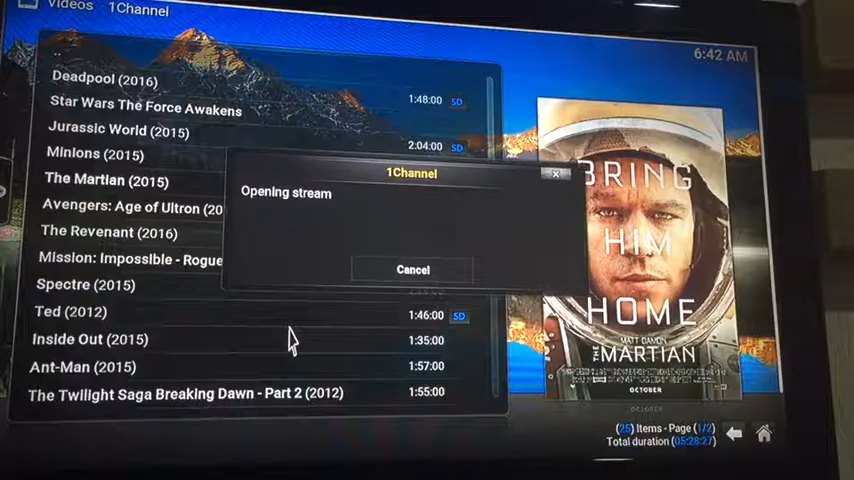 Videos 1Channel
6:42 AM
Deadpool (2016)
1:48:00 SD
Star Wars The Force Awakens
Jurassic World (2015)
2:04:00 SD
Minions (2015)
The Martian (2015)
Avengers: Age of Ultron (20
The Revenant (2016)
Mission: Impossible - Rogue
Spectre (2015)
Ted (2012)
1:46:00 SD
Inside Out (2015)
1:35:00
Ant-Man (2015)
1:57:00
The Twilight Saga Breaking Dawn - Part 2 (2012)
1:55:00
1Channel
Opening stream
Cancel
BRING
HIM
HOME
MATT DAMON
THE MARTIAN
OCTOBER
(25) Items - Page (1/2)
Total duration (05:28:27)